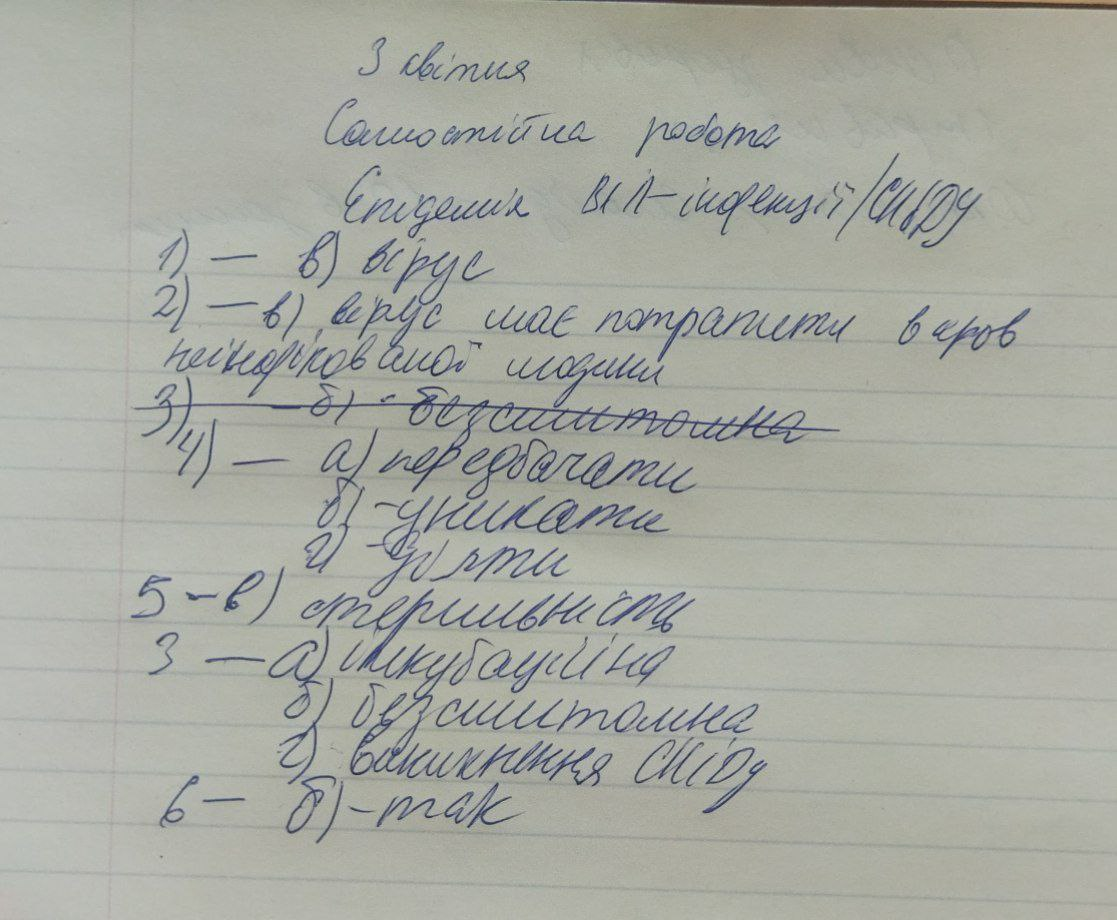 3 квітня
Самостійна робота
Епідемія ВІЛ-інфекції/СНІДУ
1) — в) вірус
2) — в) вірус має потрапити в кров
неінфікованої людини
3) — б) - безсимптомна
4) — а) передбачати
б) - уникати
г) - діяти
5 - в) стерильність
3 — а) інкубаційна
б) безсимптомна
г) виникнення СНІДу
6 — б) - так